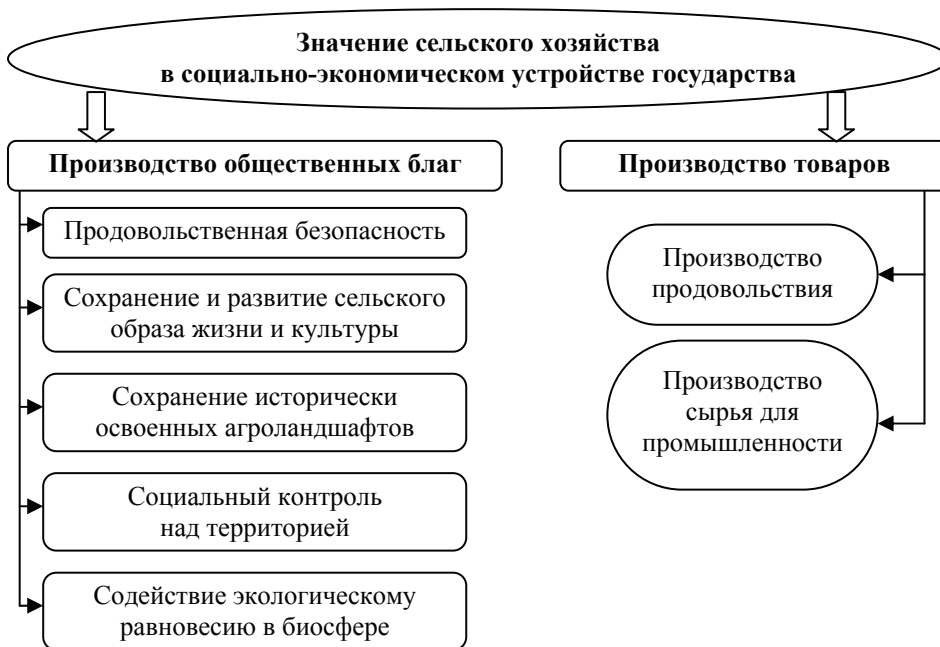 Значение сельского хозяйства
в социально-экономическом устройстве государства
Производство общественных благ
Продовольственная безопасность
Сохранение и развитие сельского
образа жизни и культуры
Сохранение исторически
освоенных агроландшафтов
Социальный контроль
над территорией
Содействие экологическому
равновесию в биосфере
Производство товаров
Производство
продовольствия
Производство
сырья для
промышленности